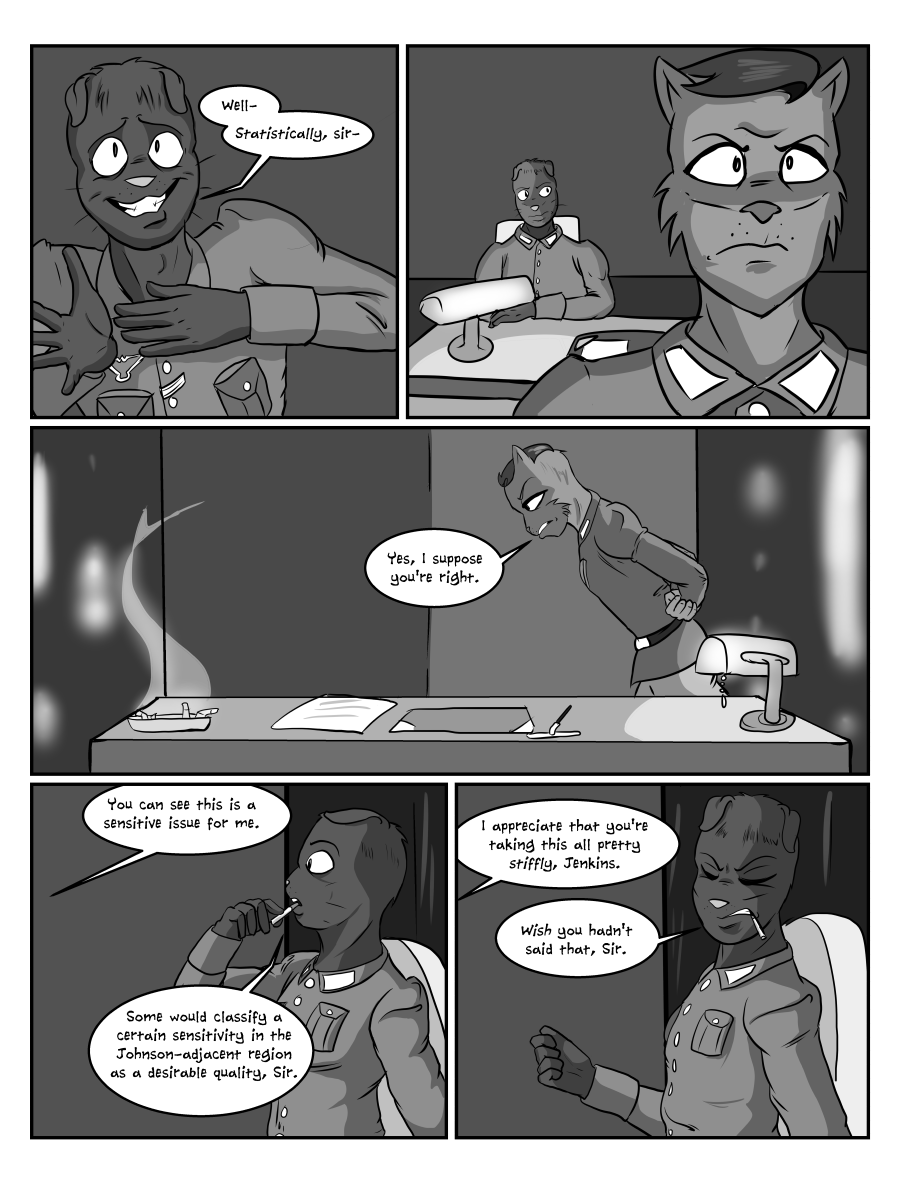 Well-
Statistically, sir-
Yes, I suppose
you're right.
You can see this is a
sensitive issue for me.
Some would classify a
certain sensitivity in the
Johnson-adjacent region
as a desirable quality, Sir.
I appreciate that you're
taking this all pretty
stiffly, Jenkins.
Wish you hadn't
said that, Sir.